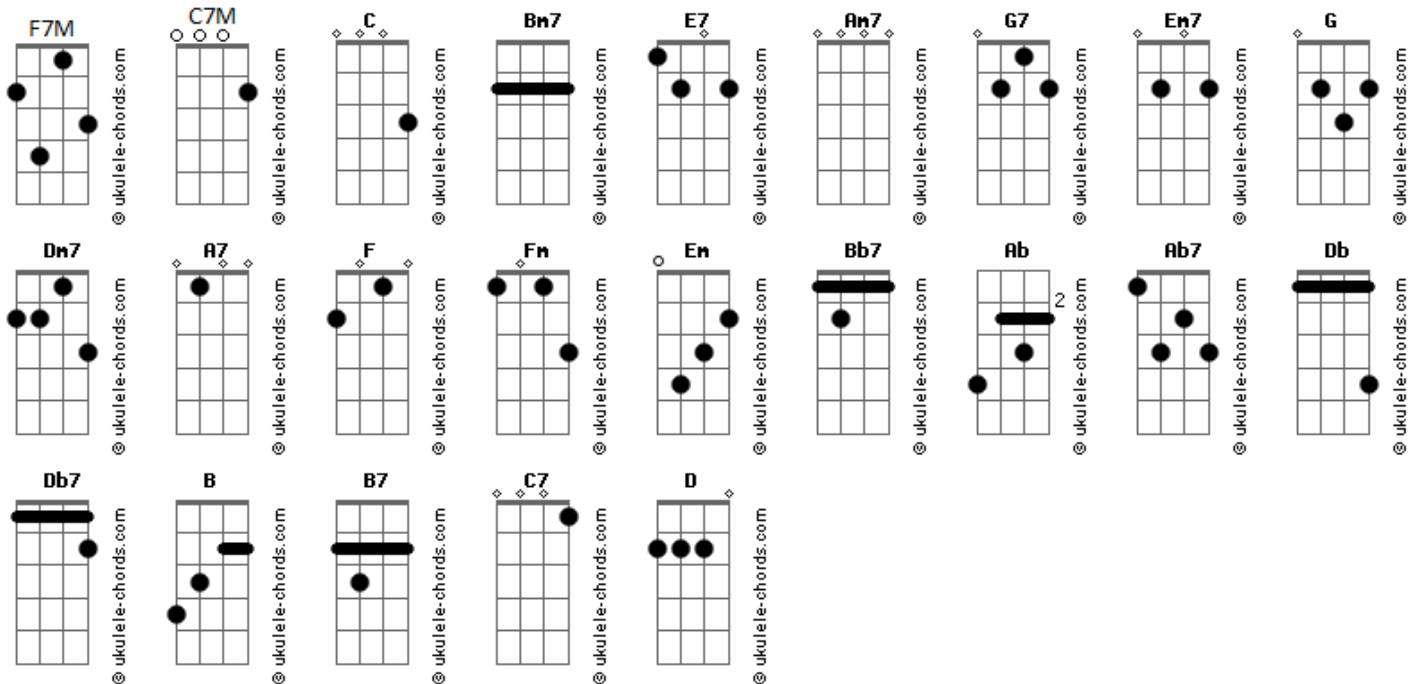 F7M C7M C Bm7 E7 Am7 G7 Em7 G
© ukulele-chords.com © ukulele-chords.com © ukulele-chords.com © ukulele-chords.com © ukulele-chords.com © ukulele-chords.com © ukulele-chords.com © ukulele-chords.com © ukulele-chords.com
Dm7 A7 F Fm Em Bb7 Ab Ab7 Db
2
© ukulele-chords.com © ukulele-chords.com © ukulele-chords.com © ukulele-chords.com © ukulele-chords.com © ukulele-chords.com © ukulele-chords.com © ukulele-chords.com © ukulele-chords.com
Db7 B B7 C7 D
© ukulele-chords.com © ukulele-chords.com © ukulele-chords.com © ukulele-chords.com © ukulele-chords.com